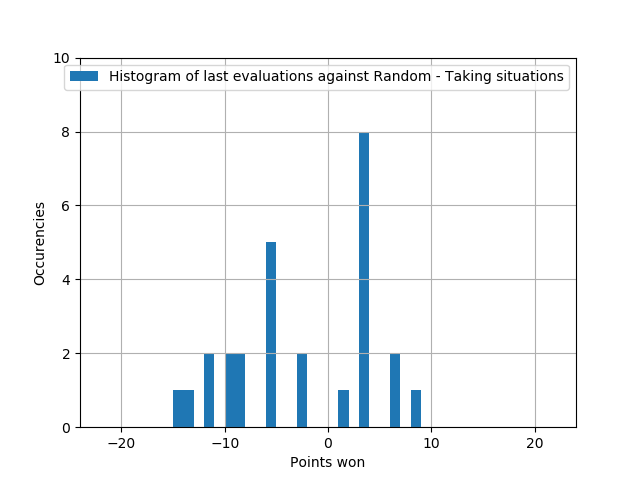 Histogram of last evaluations against Random - Taking situations
10
8
6
4
2
0
Occurencies
−20 −10 0 10 20
Points won